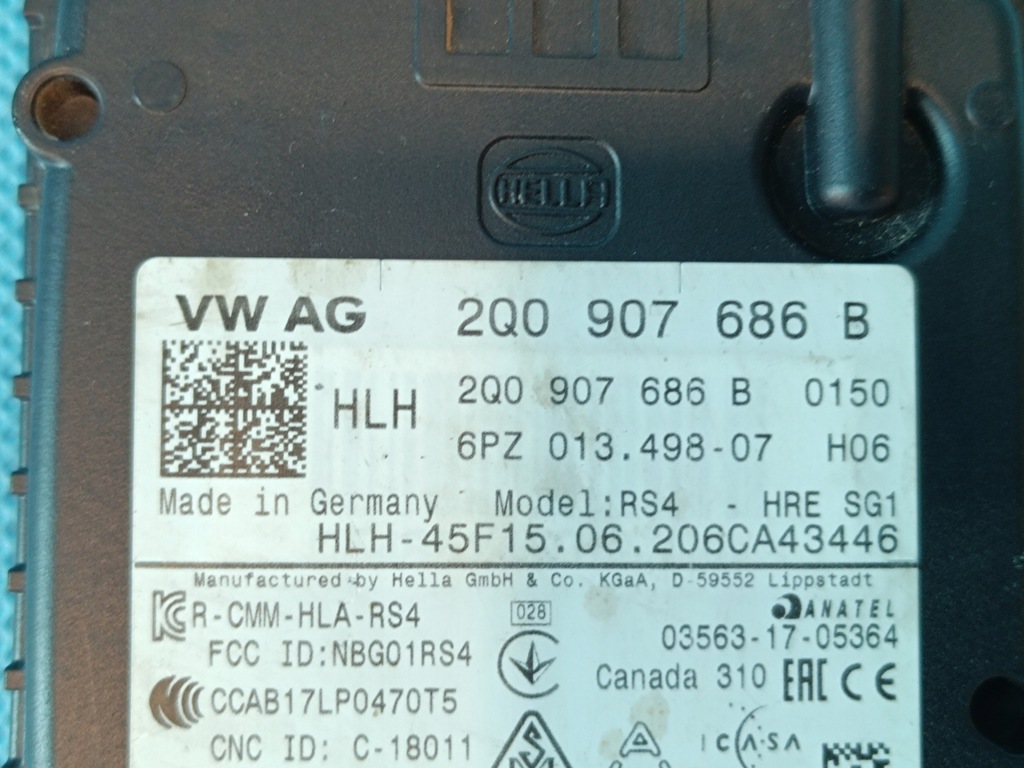 HELLA
VW AG 2Q0 907 686 B
HLH 2Q0 907 686 B 0150
6PZ 013.498-07 H06
Made in Germany Model:RS4 - HRE SG1
HLH-45F15.06.206CA43446
Manufactured by Hella GmbH & Co. KGaA, D-59552 Lippstadt
R-CMM-HLA-RS4 028 ANATEL
FCC ID:NBG01RS4 03563-17-05364
Canada 310 EAC CE
CCAB17LP0470T5
CNC ID: C-18011 ICASA